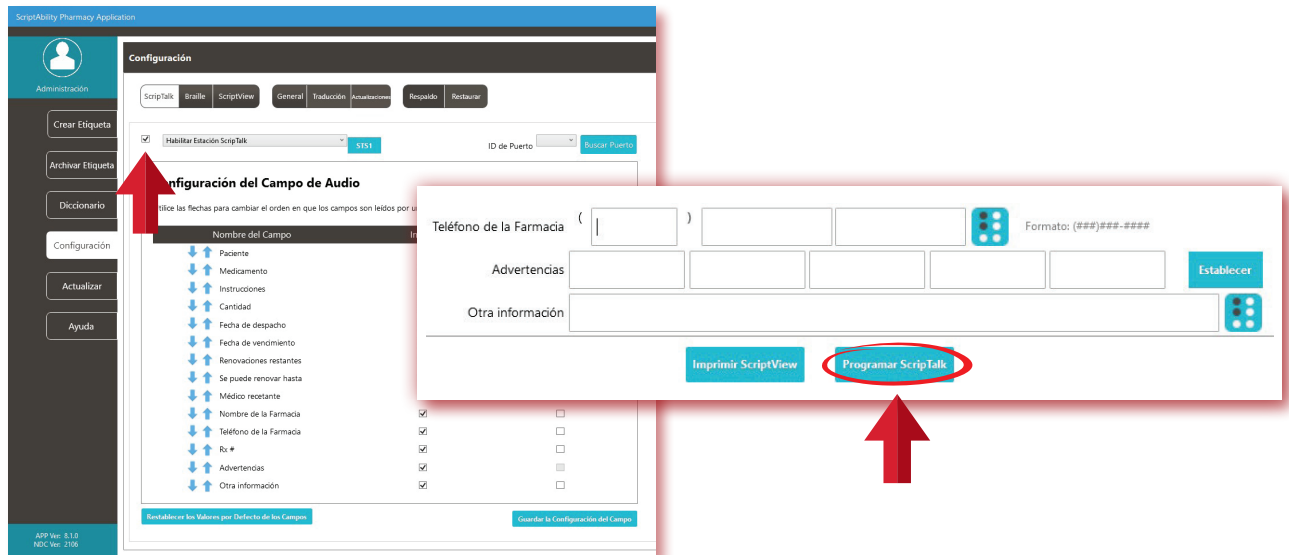 ScriptAbility Pharmacy Application
Administración
Crear Etiqueta
Archivar Etiqueta
Diccionario
Configuración
Actualizar
Ayuda
APP Ver: 8.1.0
NDC Ver: 2106
Configuración
ScripTalk Braille ScriptView General Traducción Actualizaciones Respaldo Restaurar
Habilitar Estación ScripTalk STS1 ID de Puerto Buscar Puerto
nfiguración del Campo de Audio
tilice las flechas para cambiar el orden en que los campos son leídos por u
Nombre del Campo In
Paciente
Medicamento
Instrucciones
Cantidad
Fecha de despacho
Fecha de vencimiento
Renovaciones restantes
Se puede renovar hasta
Médico recetante
Nombre de la Farmacia
Teléfono de la Farmacia
Rx #
Advertencias
Otra información
Restablecer los Valores por Defecto de los Campos Guardar la Configuración del Campo
Teléfono de la Farmacia ( ) Formato: (###)###-####
Advertencias Establecer
Otra información
Imprimir ScriptView Programar ScripTalk